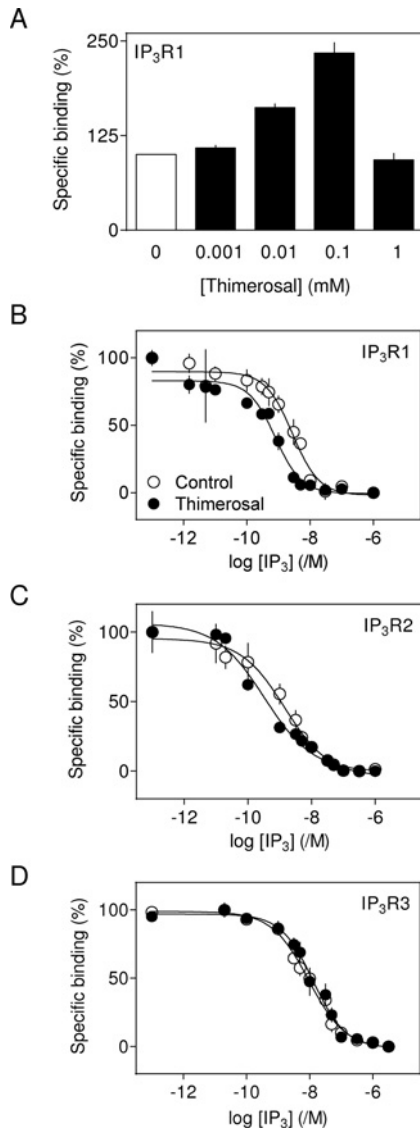 A
IP₃R1
Specific binding (%)
250
125
0
0 0.001 0.01 0.1 1
[Thimerosal] (mM)
B
IP₃R1
Specific binding (%)
100
50
0
Control
Thimerosal
-12 -10 -8 -6
log [IP₃] (/M)
C
IP₃R2
Specific binding (%)
100
50
0
-12 -10 -8 -6
log [IP₃] (/M)
D
IP₃R3
Specific binding (%)
100
50
0
-12 -10 -8 -6
log [IP₃] (/M)